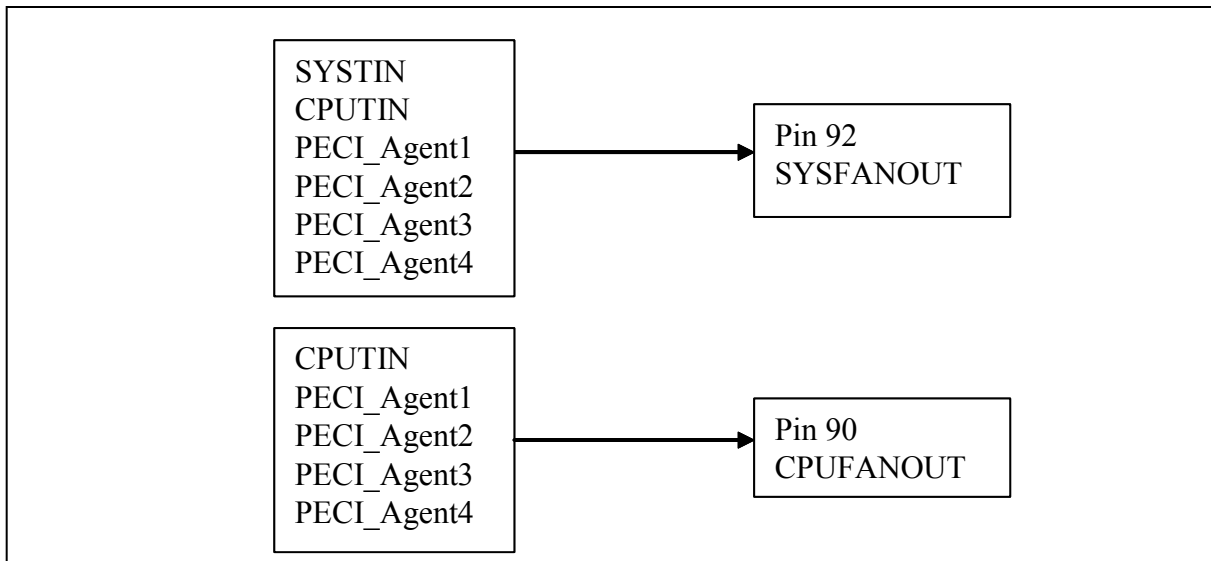 SYSTIN
CPUTIN
PECI_Agent1
PECI_Agent2
PECI_Agent3
PECI_Agent4
Pin 92
SYSFANOUT
CPUTIN
PECI_Agent1
PECI_Agent2
PECI_Agent3
PECI_Agent4
Pin 90
CPUFANOUT